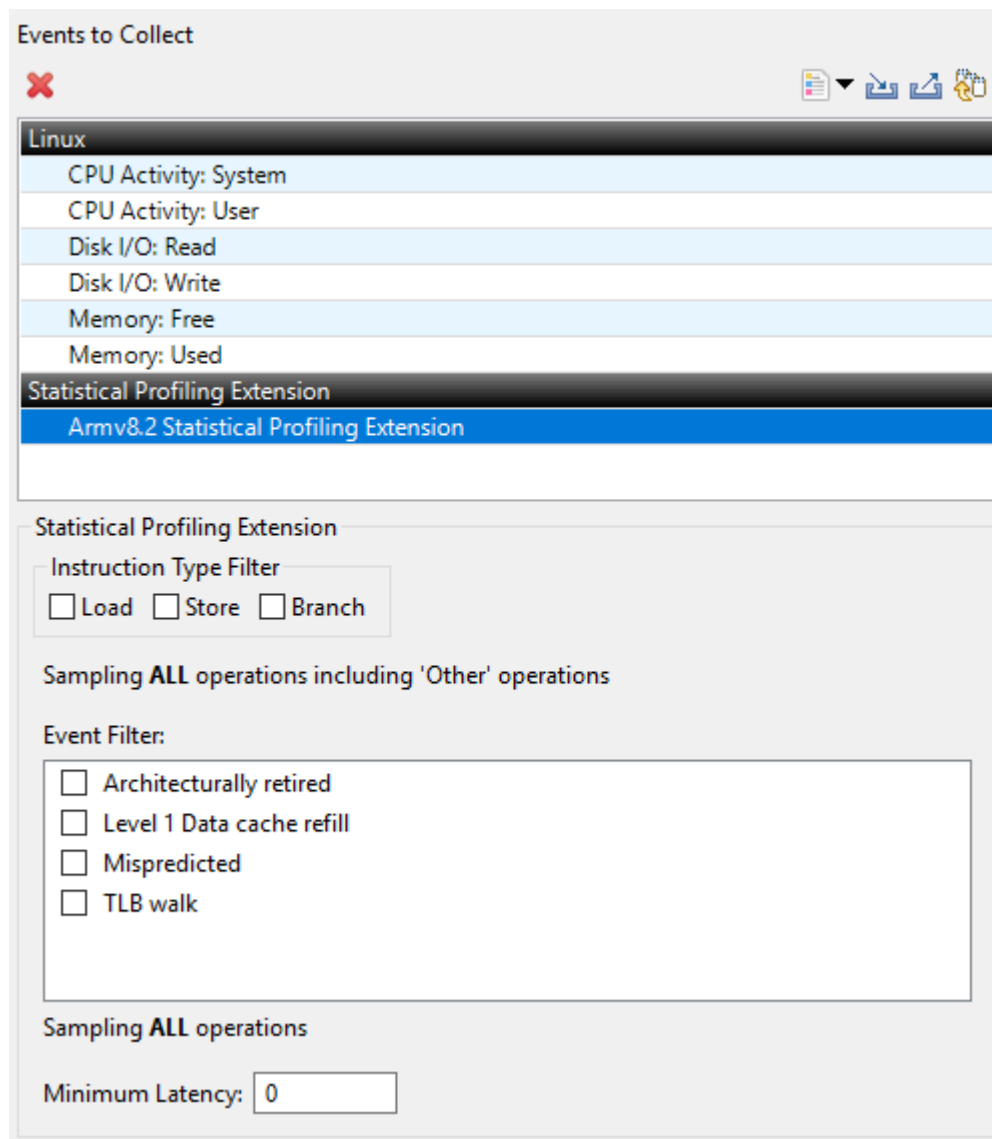 Events to Collect
Linux
CPU Activity: System
CPU Activity: User
Disk I/O: Read
Disk I/O: Write
Memory: Free
Memory: Used
Statistical Profiling Extension
Armv8.2 Statistical Profiling Extension
Statistical Profiling Extension
Instruction Type Filter
Load Store Branch
Sampling ALL operations including 'Other' operations
Event Filter:
Architecturally retired
Level 1 Data cache refill
Mispredicted
TLB walk
Sampling ALL operations
Minimum Latency: 0